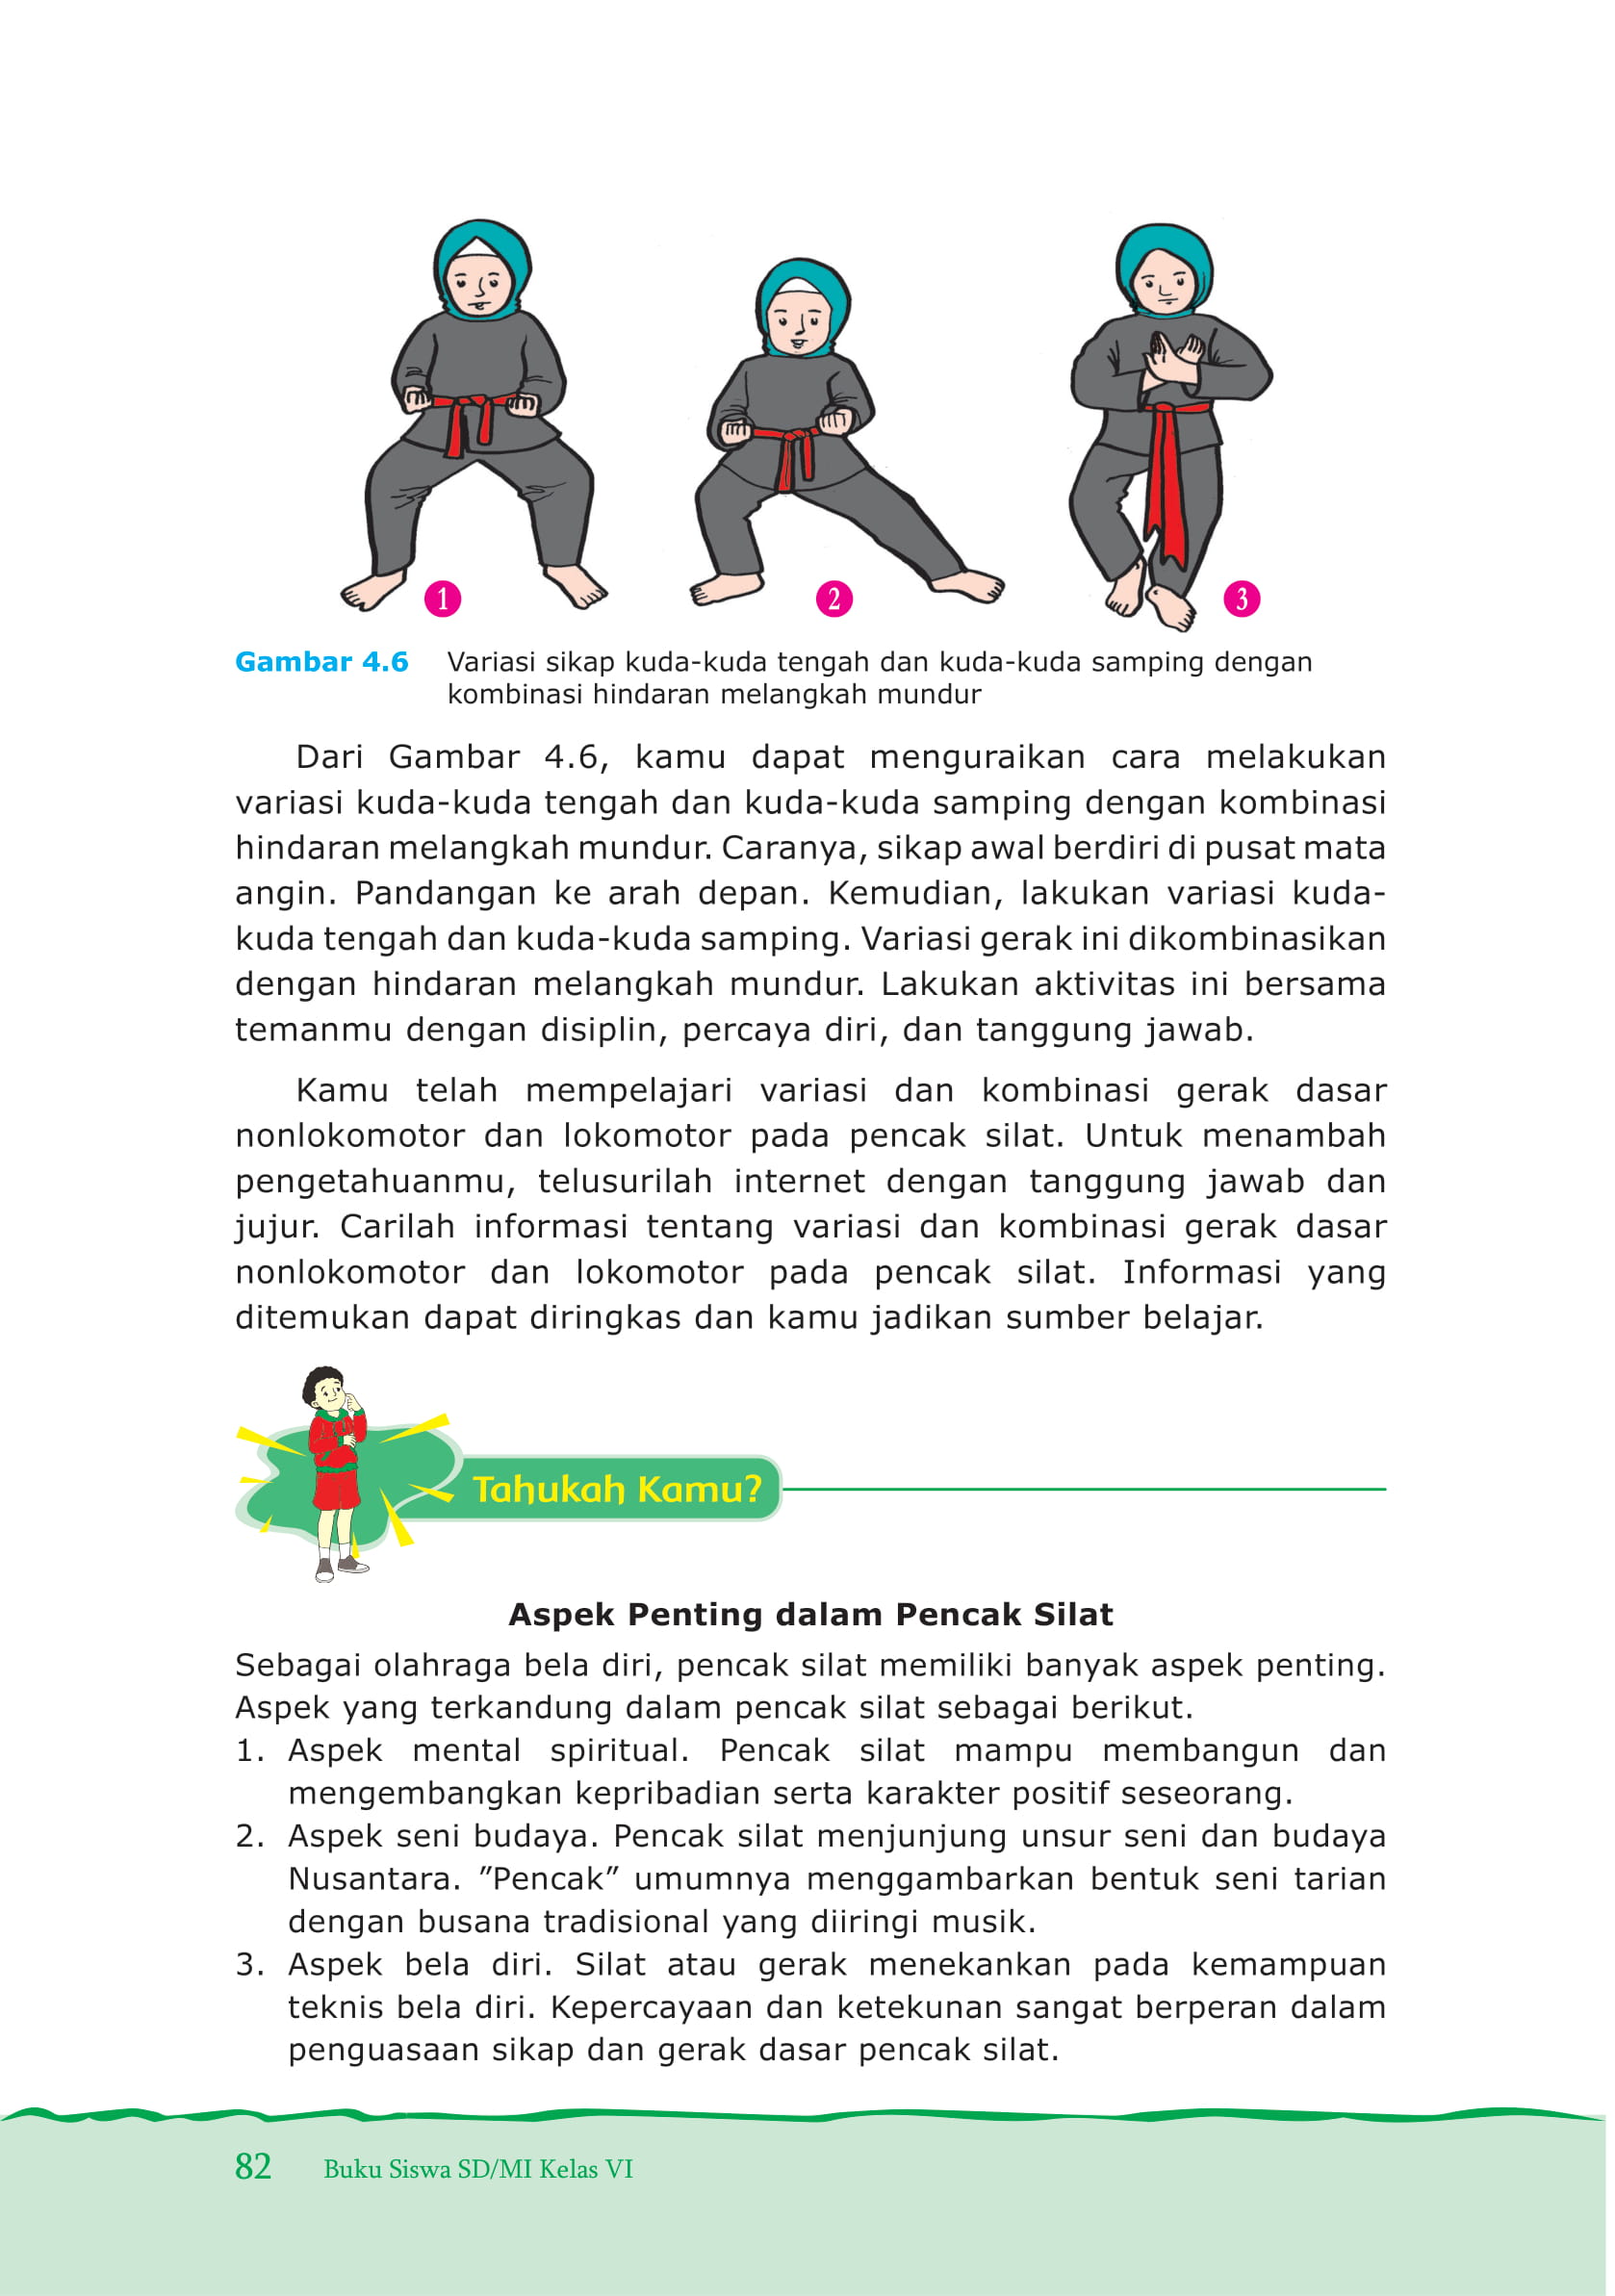 1
2
3
Gambar 4.6 Variasi sikap kuda-kuda tengah dan kuda-kuda samping dengan
kombinasi hindaran melangkah mundur
Dari Gambar 4.6, kamu dapat menguraikan cara melakukan
variasi kuda-kuda tengah dan kuda-kuda samping dengan kombinasi
hindaran melangkah mundur. Caranya, sikap awal berdiri di pusat mata
angin. Pandangan ke arah depan. Kemudian, lakukan variasi kuda-
kuda tengah dan kuda-kuda samping. Variasi gerak ini dikombinasikan
dengan hindaran melangkah mundur. Lakukan aktivitas ini bersama
temanmu dengan disiplin, percaya diri, dan tanggung jawab.
Kamu telah mempelajari variasi dan kombinasi gerak dasar
nonlokomotor dan lokomotor pada pencak silat. Untuk menambah
pengetahuanmu, telusurilah internet dengan tanggung jawab dan
jujur. Carilah informasi tentang variasi dan kombinasi gerak dasar
nonlokomotor dan lokomotor pada pencak silat. Informasi yang
ditemukan dapat diringkas dan kamu jadikan sumber belajar.
Tahukah Kamu?
Aspek Penting dalam Pencak Silat
Sebagai olahraga bela diri, pencak silat memiliki banyak aspek penting.
Aspek yang terkandung dalam pencak silat sebagai berikut.
1. Aspek mental spiritual. Pencak silat mampu membangun dan
mengembangkan kepribadian serta karakter positif seseorang.
2. Aspek seni budaya. Pencak silat menjunjung unsur seni dan budaya
Nusantara. ”Pencak” umumnya menggambarkan bentuk seni tarian
dengan busana tradisional yang diiringi musik.
3. Aspek bela diri. Silat atau gerak menekankan pada kemampuan
teknis bela diri. Kepercayaan dan ketekunan sangat berperan dalam
penguasaan sikap dan gerak dasar pencak silat.
82 Buku Siswa SD/MI Kelas VI